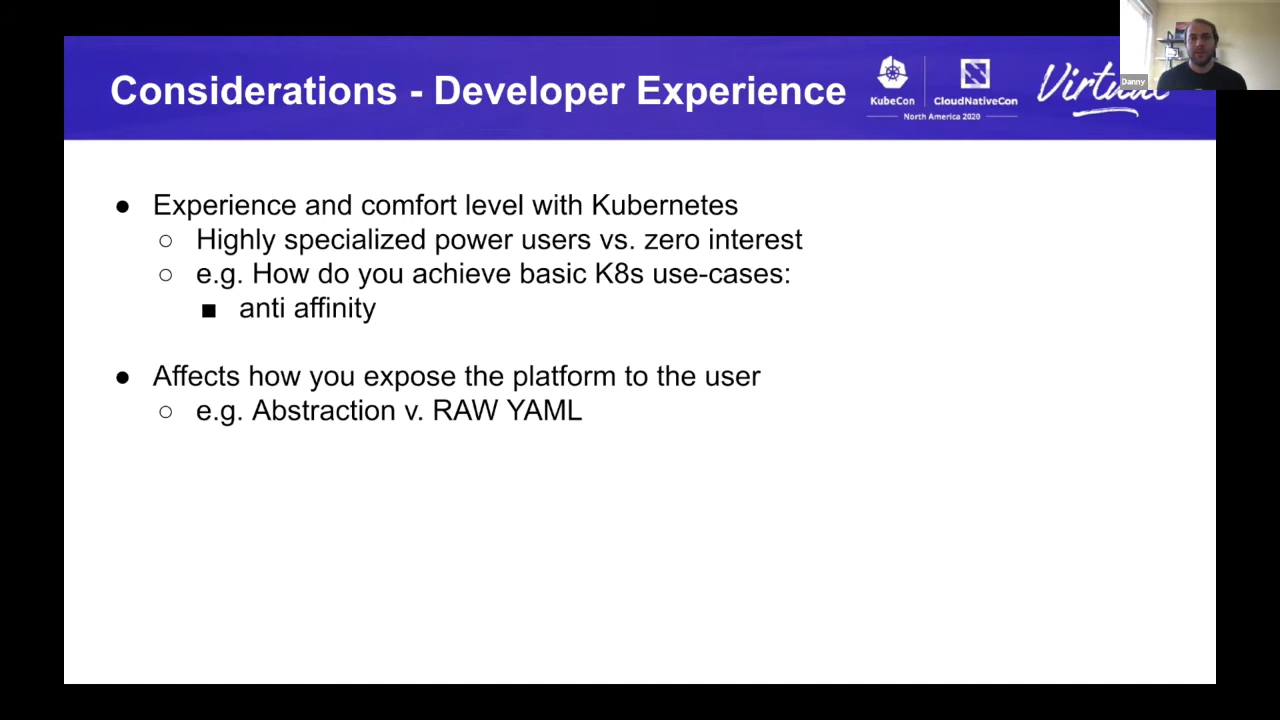 Considerations - Developer Experience
KubeCon
CloudNativeCon
North America 2020
Virtual
Danny
● Experience and comfort level with Kubernetes
○ Highly specialized power users vs. zero interest
○ e.g. How do you achieve basic K8s use-cases:
■ anti affinity
● Affects how you expose the platform to the user
○ e.g. Abstraction v. RAW YAML